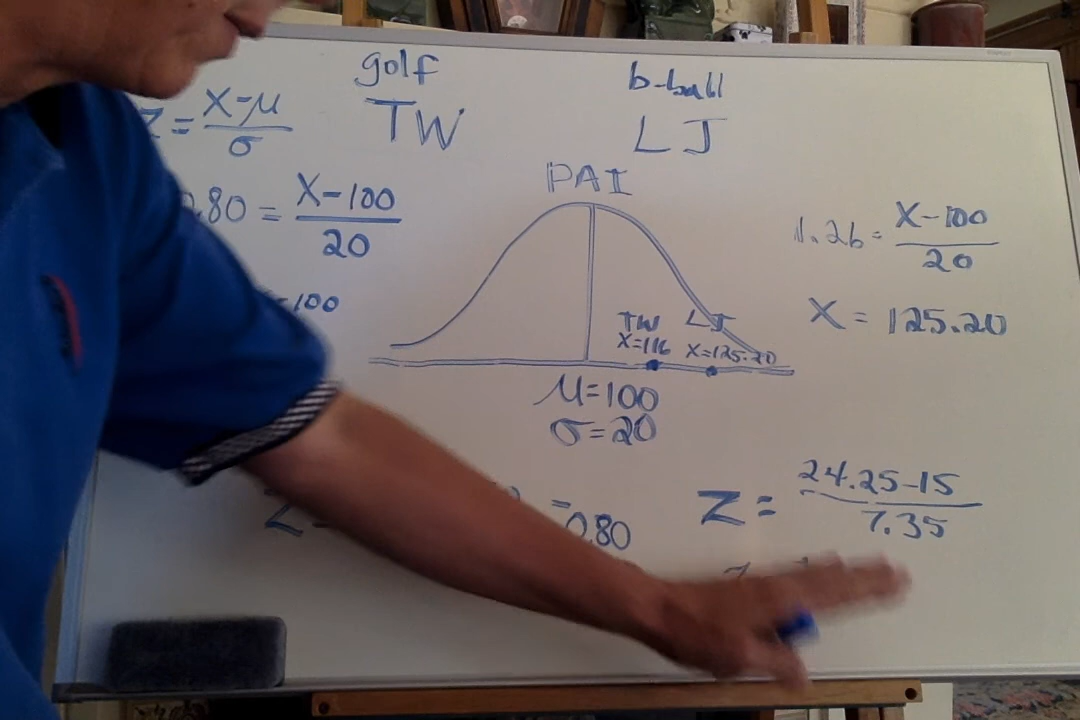 golf
b-ball
Z = X-μ / σ
TW
LJ
PAI
.80 = X-100 / 20
1.26 = X-100 / 20
-100
X = 125.20
TW LJ
X=116 X=125.20
μ=100
σ=20
Z = 24.25-15 / 7.35
Z
= 0.80